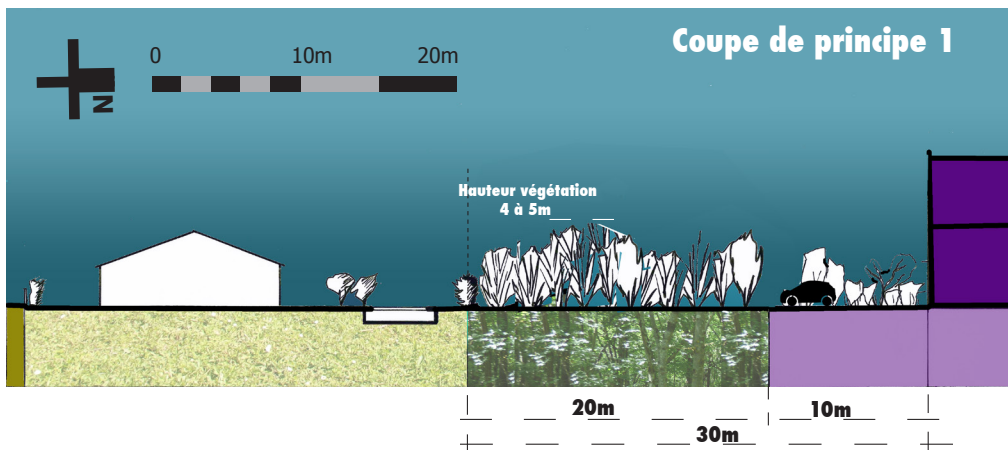 Coupe de principe 1
0 10m 20m
N
Hauteur végétation
4 à 5m
20m 10m
30m